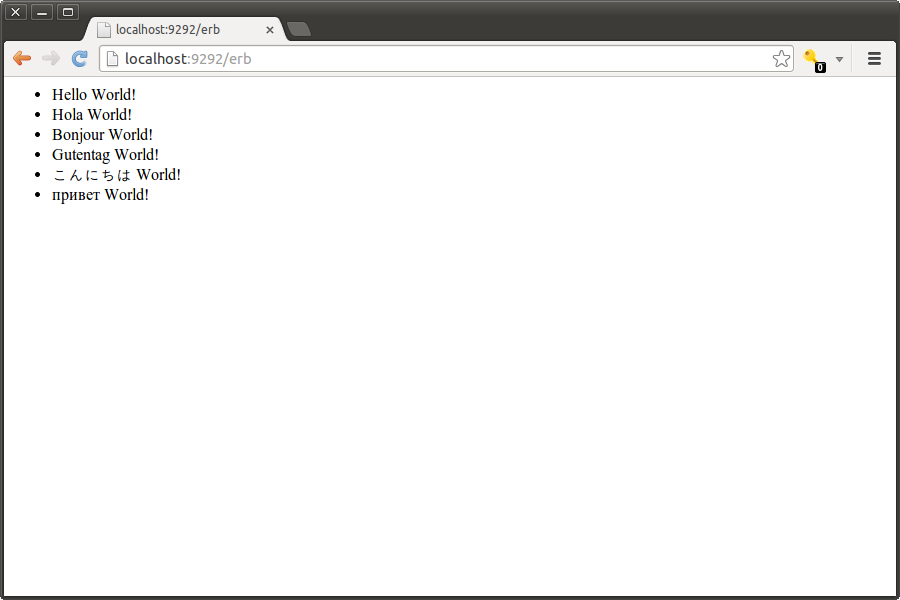 localhost:9292/erb
localhost:9292/erb
0
Hello World!
Hola World!
Bonjour World!
Gutentag World!
こんにちは World!
привет World!